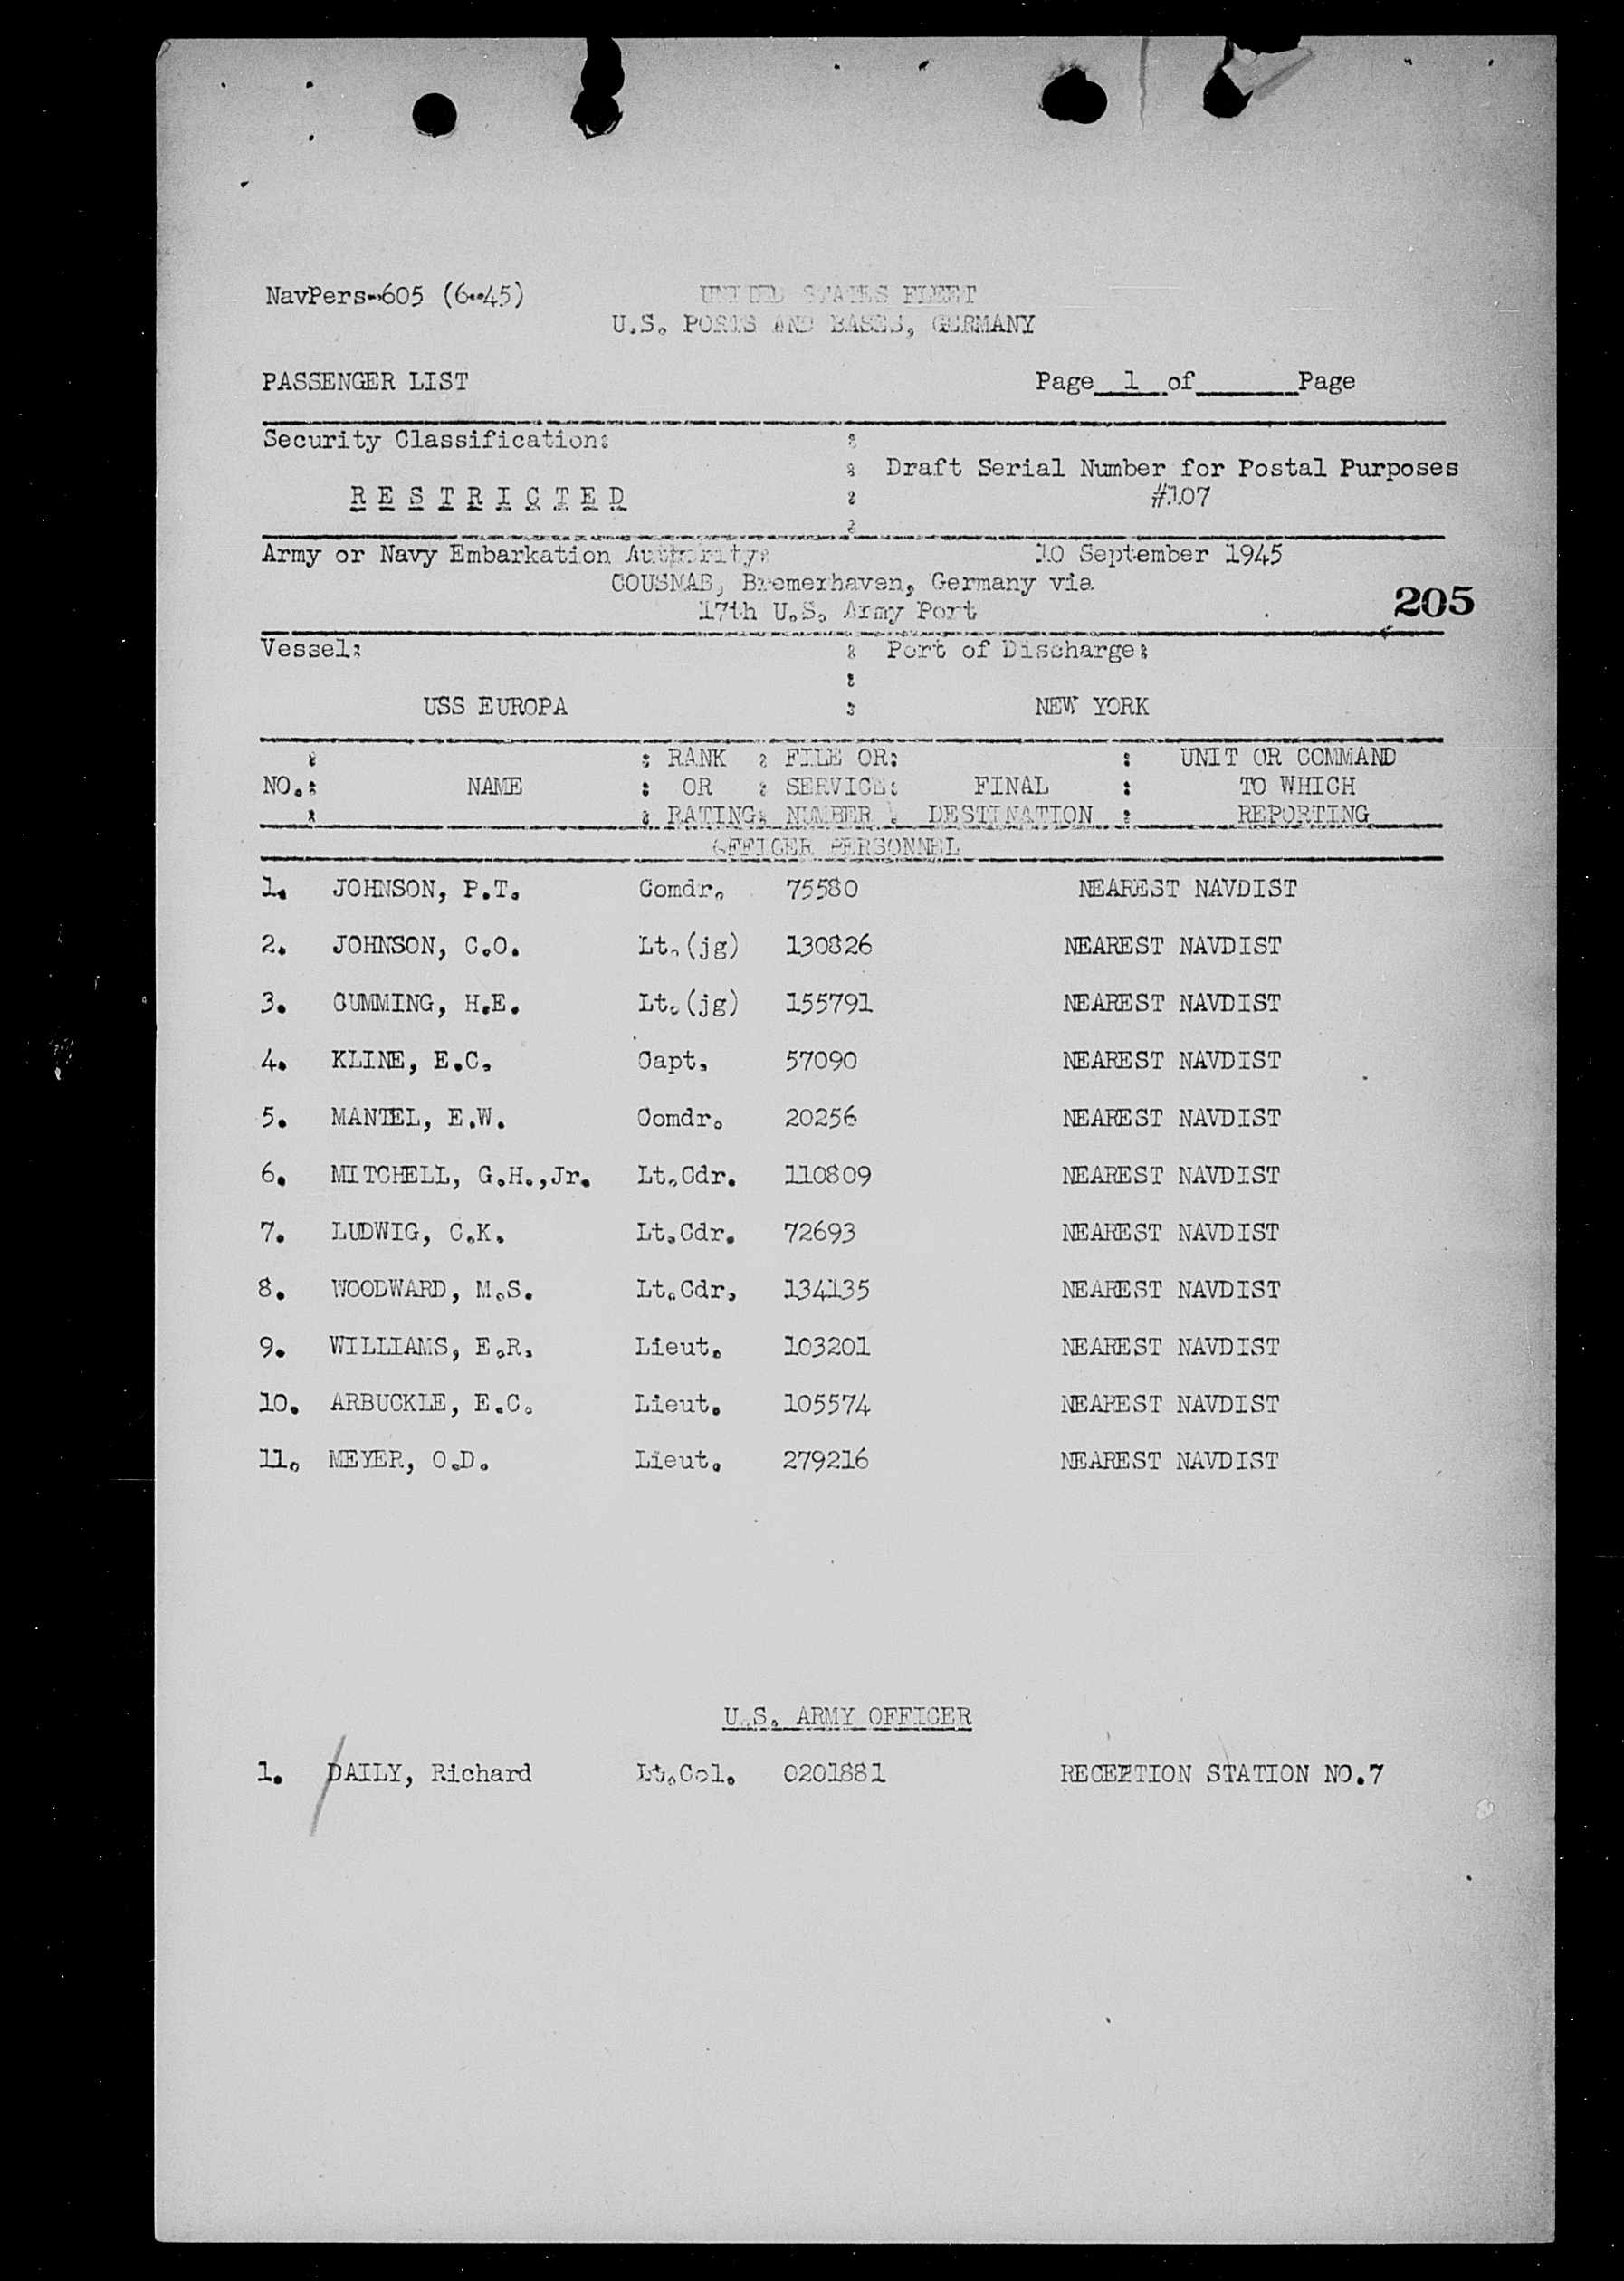 NavPers-605 (6-45)
UNITED STATES FLEET
U.S. PORTS AND BASES, GERMANY
PASSENGER LIST Page 1 of ____ Page
Security Classification:
Draft Serial Number for Postal Purposes
R E S T R I C T E D #107
Army or Navy Embarkation Authority: 10 September 1945
COUSNAB, Bremerhaven, Germany via
17th U.S. Army Port
205
Vessel: Port of Discharge:
USS EUROPA NEW YORK
: : RANK : FILE OR: : UNIT OR COMMAND
NO.: NAME : OR : SERVICE: FINAL : TO WHICH
: : RATING: NUMBER : DESTINATION : REPORTING
OFFICER PERSONNEL
1. JOHNSON, P.T. Comdr. 75580 NEAREST NAVDIST
2. JOHNSON, C.O. Lt.(jg) 130826 NEAREST NAVDIST
3. CUMMING, H.E. Lt.(jg) 155791 NEAREST NAVDIST
4. KLINE, E.C. Capt. 57090 NEAREST NAVDIST
5. MANTEL, E.W. Comdr. 20256 NEAREST NAVDIST
6. MITCHELL, G.H.,Jr. Lt.Cdr. 110809 NEAREST NAVDIST
7. LUDWIG, C.K. Lt.Cdr. 72693 NEAREST NAVDIST
8. WOODWARD, M.S. Lt.Cdr. 134135 NEAREST NAVDIST
9. WILLIAMS, E.R. Lieut. 103201 NEAREST NAVDIST
10. ARBUCKLE, E.C. Lieut. 105574 NEAREST NAVDIST
11. MEYER, O.D. Lieut. 279216 NEAREST NAVDIST
U.S. ARMY OFFICER
1. DAILY, Richard Lt.Col. 0201881 RECEPTION STATION NO.7